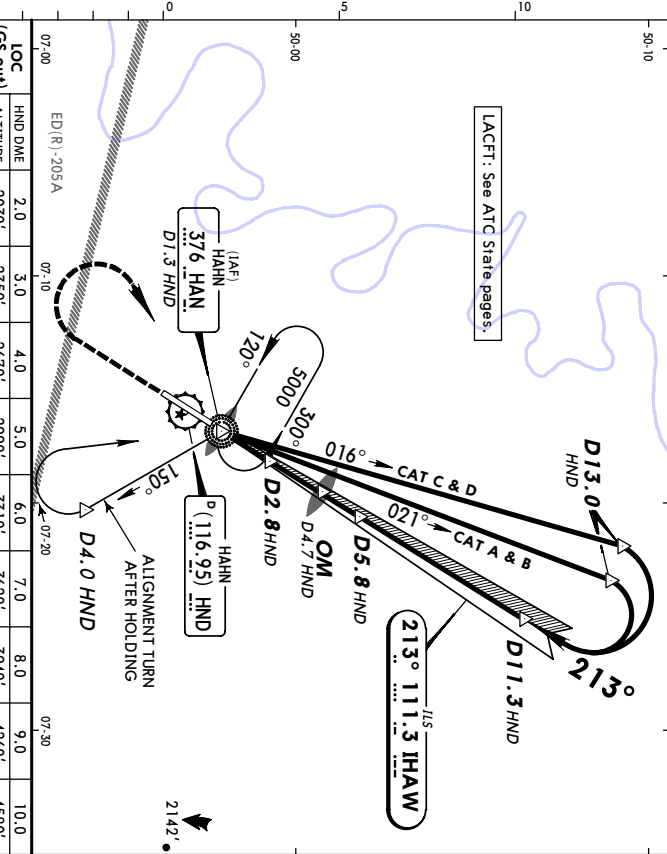 0
5
10
07-00
50-00
50-10
LACFT: See ATC State pages.
ED(R)-205A
07-10
(IAF)
HAHN
376 HAN
D1.3 HND
120°
5000
300°
016°
CAT C & D
021°
CAT A & B
D13.0
HND
HAHN
D (116.95) HND
150°
D2.8 HND
OM
D4.7 HND
D5.8 HND
D11.3 HND
213°
D4.0 HND
ALIGNMENT TURN
AFTER HOLDING
ILS
213° 111.3 IHAW
07-20
07-30
2142'
LOC
(GS out)
HND DME
2.0
3.0
4.0
5.0
6.0
7.0
8.0
9.0
10.0